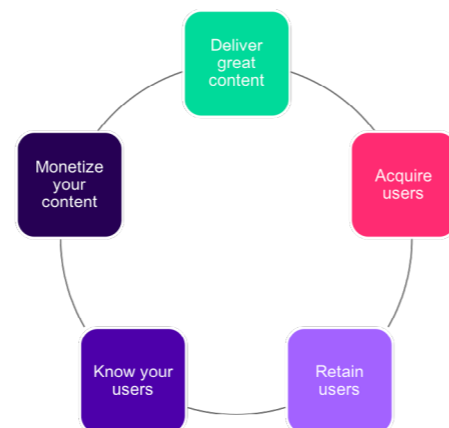 Deliver
great
content
Acquire
users
Retain
users
Know your
users
Monetize
your
content